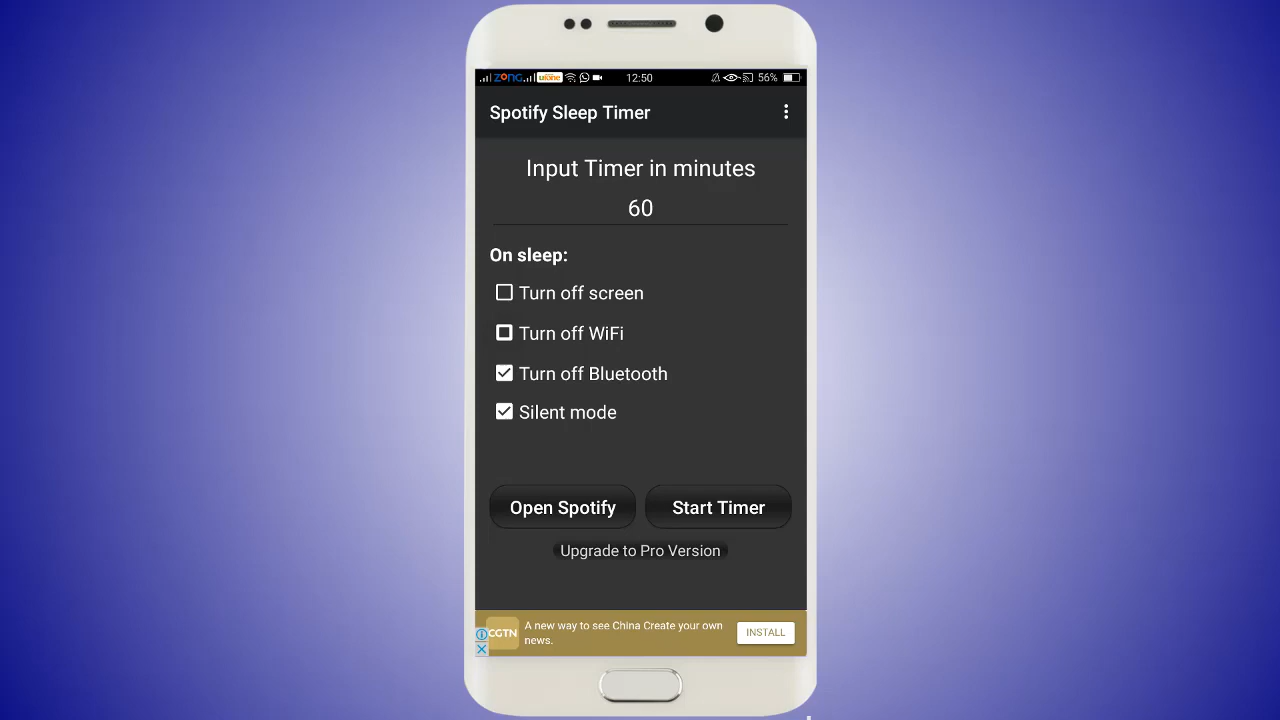 ZONG ufone 12:50 56%
Spotify Sleep Timer
Input Timer in minutes
60
On sleep:
Turn off screen
Turn off WiFi
Turn off Bluetooth
Silent mode
Open Spotify Start Timer
Upgrade to Pro Version
CGTN A new way to see China Create your own
news.
INSTALL